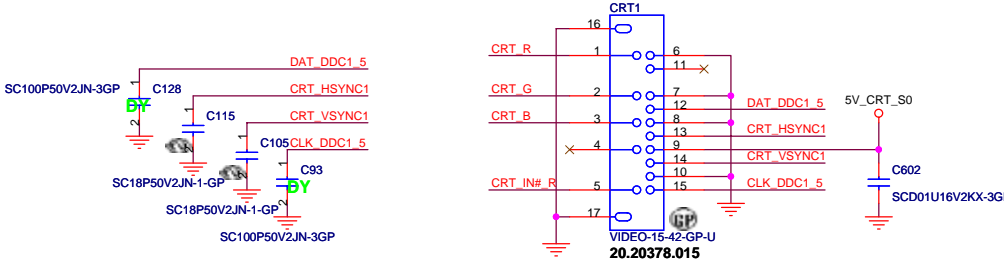 CRT1
16
CRT_R 1 6
11
CRT_G 2 7
12 DAT_DDC1_5
CRT_B 3 8
13 CRT_HSYNC1
4 9
14 CRT_VSYNC1
10
CRT_IN#_R 5 15 CLK_DDC1_5
17
GP
VIDEO-15-42-GP-U
20.20378.015
5V_CRT_S0
C602
SCD01U16V2KX-3G
DAT_DDC1_5
SC100P50V2JN-3GP
1
C128
DY
2
CRT_HSYNC1
1
C115
2
SC18P50V2JN-1-GP
CRT_VSYNC1
1
C105
2
SC18P50V2JN-1-GP
CLK_DDC1_5
1
C93
DY
2
SC100P50V2JN-3GP